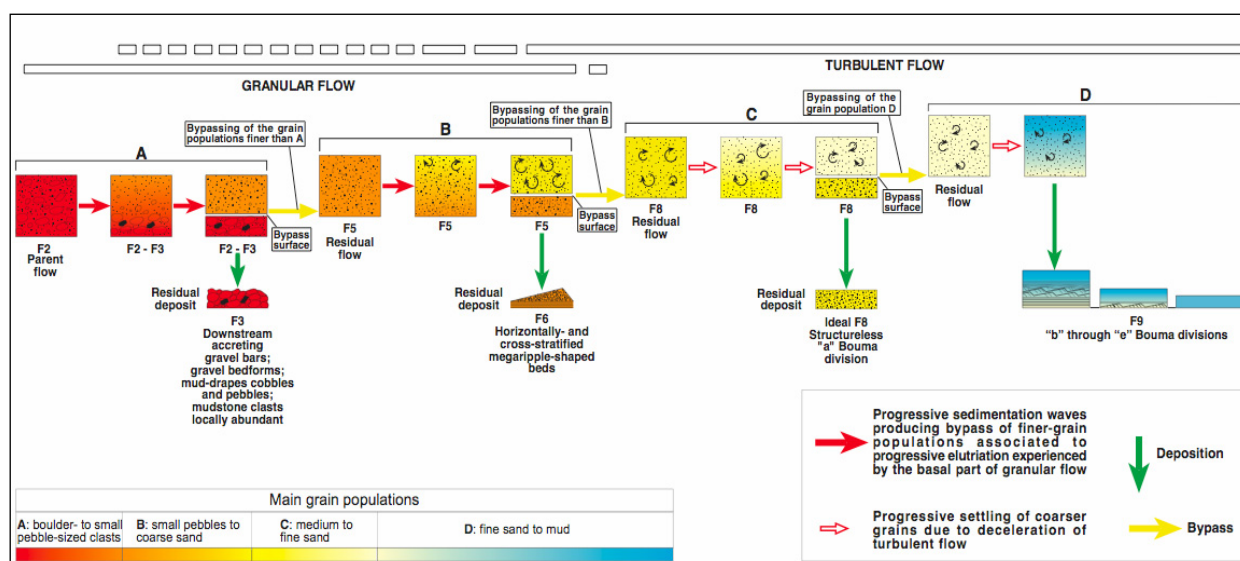 GRANULAR FLOW
TURBULENT FLOW
A
Bypassing of the grain
populations finer than A
B
Bypassing of the grain
populations finer than B
C
Bypassing of the
grain population D
D
F2
Parent
flow
F2 - F3
F2 - F3
Bypass
surface
F5
Residual
flow
F5
F5
Bypass
surface
F8
Residual flow
F8
F8
Bypass surface
Residual
flow
Residual
deposit
F3
Downstream
accreting
gravel bars;
gravel bedforms;
mud-drapes cobbles
and pebbles;
mudstone clasts
locally abundant
Residual
deposit
F6
Horizontally- and
cross-stratified
megaripple-shaped
beds
Residual
deposit
Ideal F8
Structureless
"a" Bouma
division
F9
“b” through “e” Bouma divisions
Progressive sedimentation waves
producing bypass of finer-grain
populations associated to
progressive elutriation experienced
by the basal part of granular flow
Deposition
Progressive settling of coarser
grains due to deceleration of
turbulent flow
Bypass
Main grain populations
A: boulder- to small
pebble-sized clasts
B: small pebbles to
coarse sand
C: medium to
fine sand
D: fine sand to mud